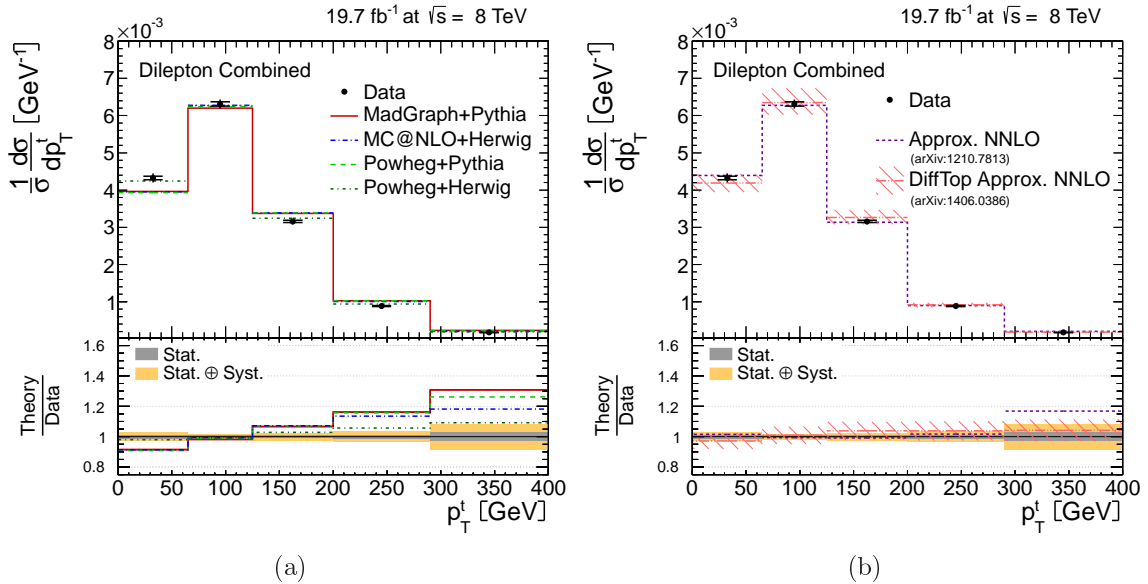 19.7 fb⁻¹ at √s = 8 TeV
×10⁻³
1/σ dσ/dp_T^t [GeV⁻¹]
8
7
6
5
4
3
2
1
Dilepton Combined
Data
MadGraph+Pythia
MC@NLO+Herwig
Powheg+Pythia
Powheg+Herwig
Theory/Data
1.6
1.4
1.2
1
0.8
Stat.
Stat. ⊕ Syst.
0 50 100 150 200 250 300 350 400
p_T^t [GeV]
(a)
19.7 fb⁻¹ at √s = 8 TeV
×10⁻³
1/σ dσ/dp_T^t [GeV⁻¹]
8
7
6
5
4
3
2
1
Dilepton Combined
Data
Approx. NNLO
(arXiv:1210.7813)
DiffTop Approx. NNLO
(arXiv:1406.0386)
Theory/Data
1.6
1.4
1.2
1
0.8
Stat.
Stat. ⊕ Syst.
0 50 100 150 200 250 300 350 400
p_T^t [GeV]
(b)